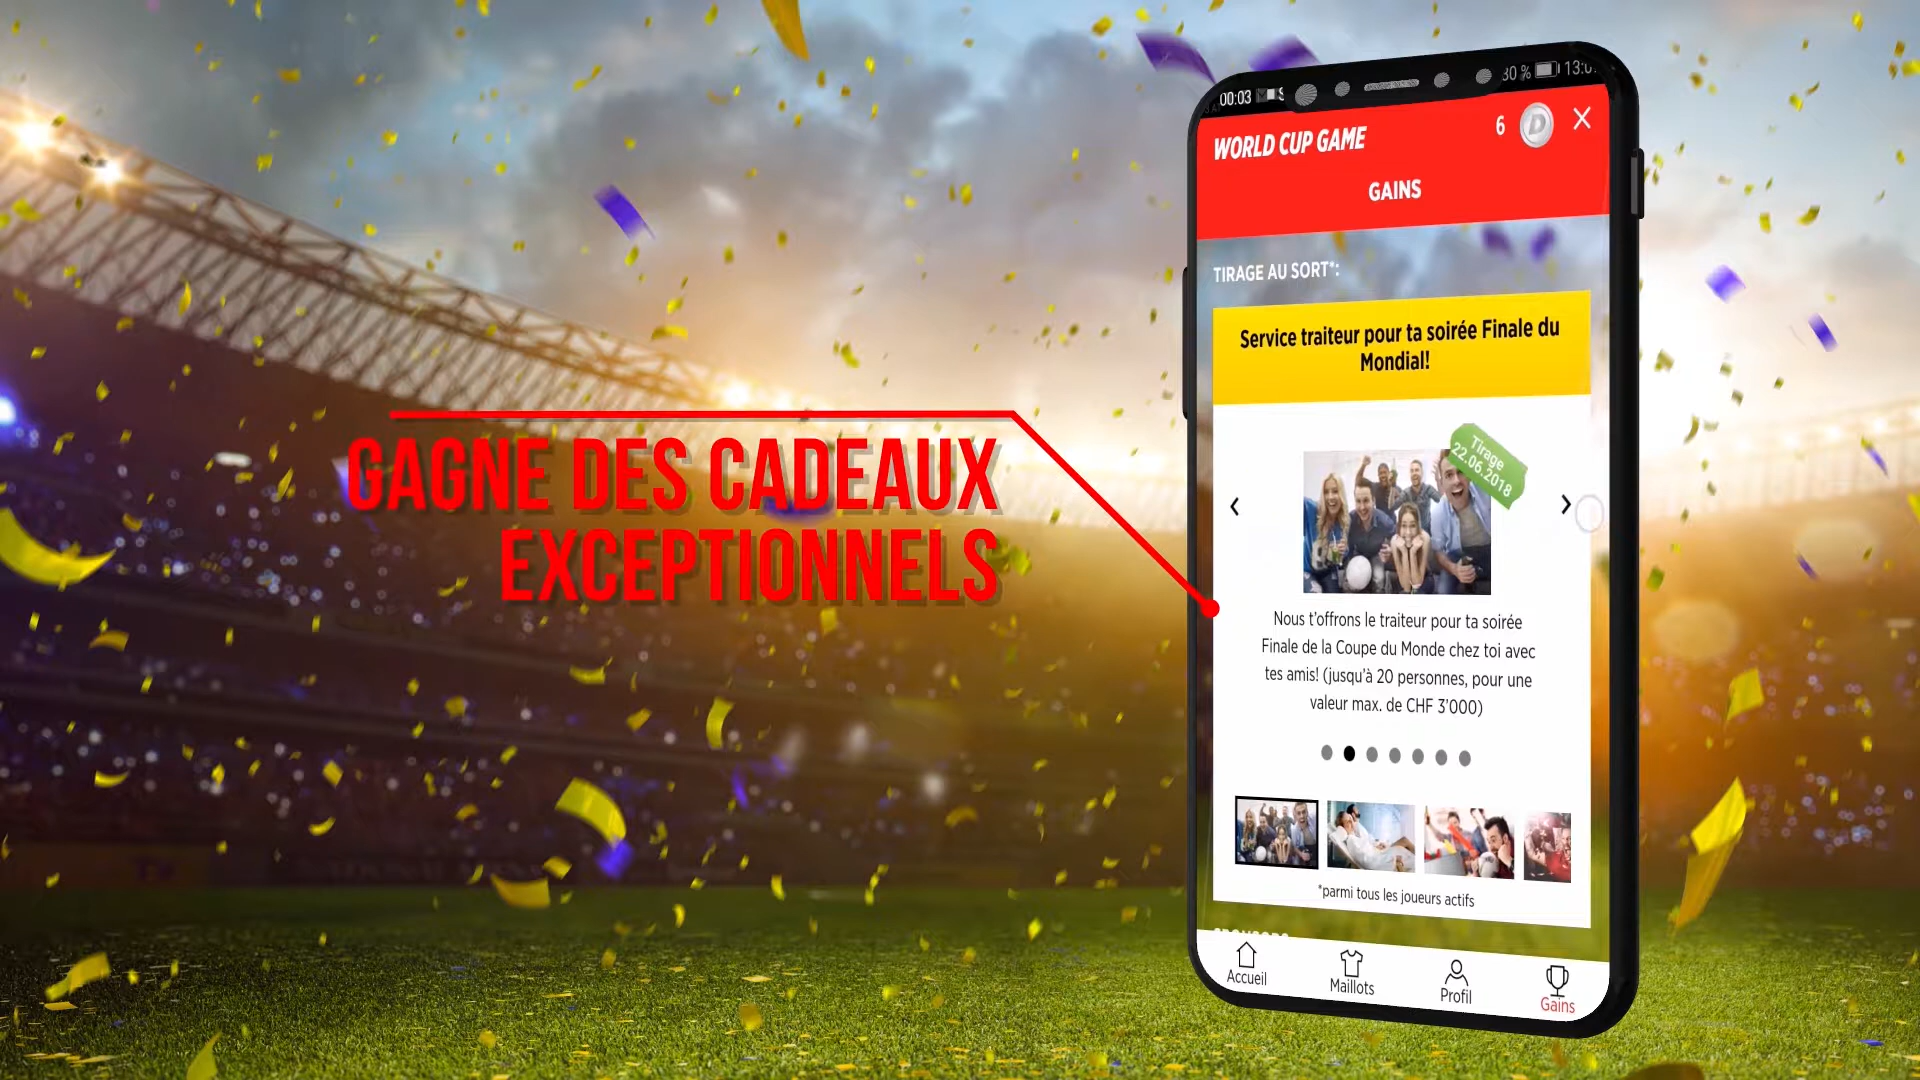 GAGNE DES CADEAUX
EXCEPTIONNELS
00:03
30 %
WORLD CUP GAME
6
D
GAINS
TIRAGE AU SORT*:
Service traiteur pour ta soirée Finale du
Mondial!
Tirage
22.06.2018
Nous t'offrons le traiteur pour ta soirée
Finale de la Coupe du Monde chez toi avec
tes amis! (jusqu'à 20 personnes, pour une
valeur max. de CHF 3'000)
*parmi tous les joueurs actifs
Accueil
Maillots
Profil
Gains